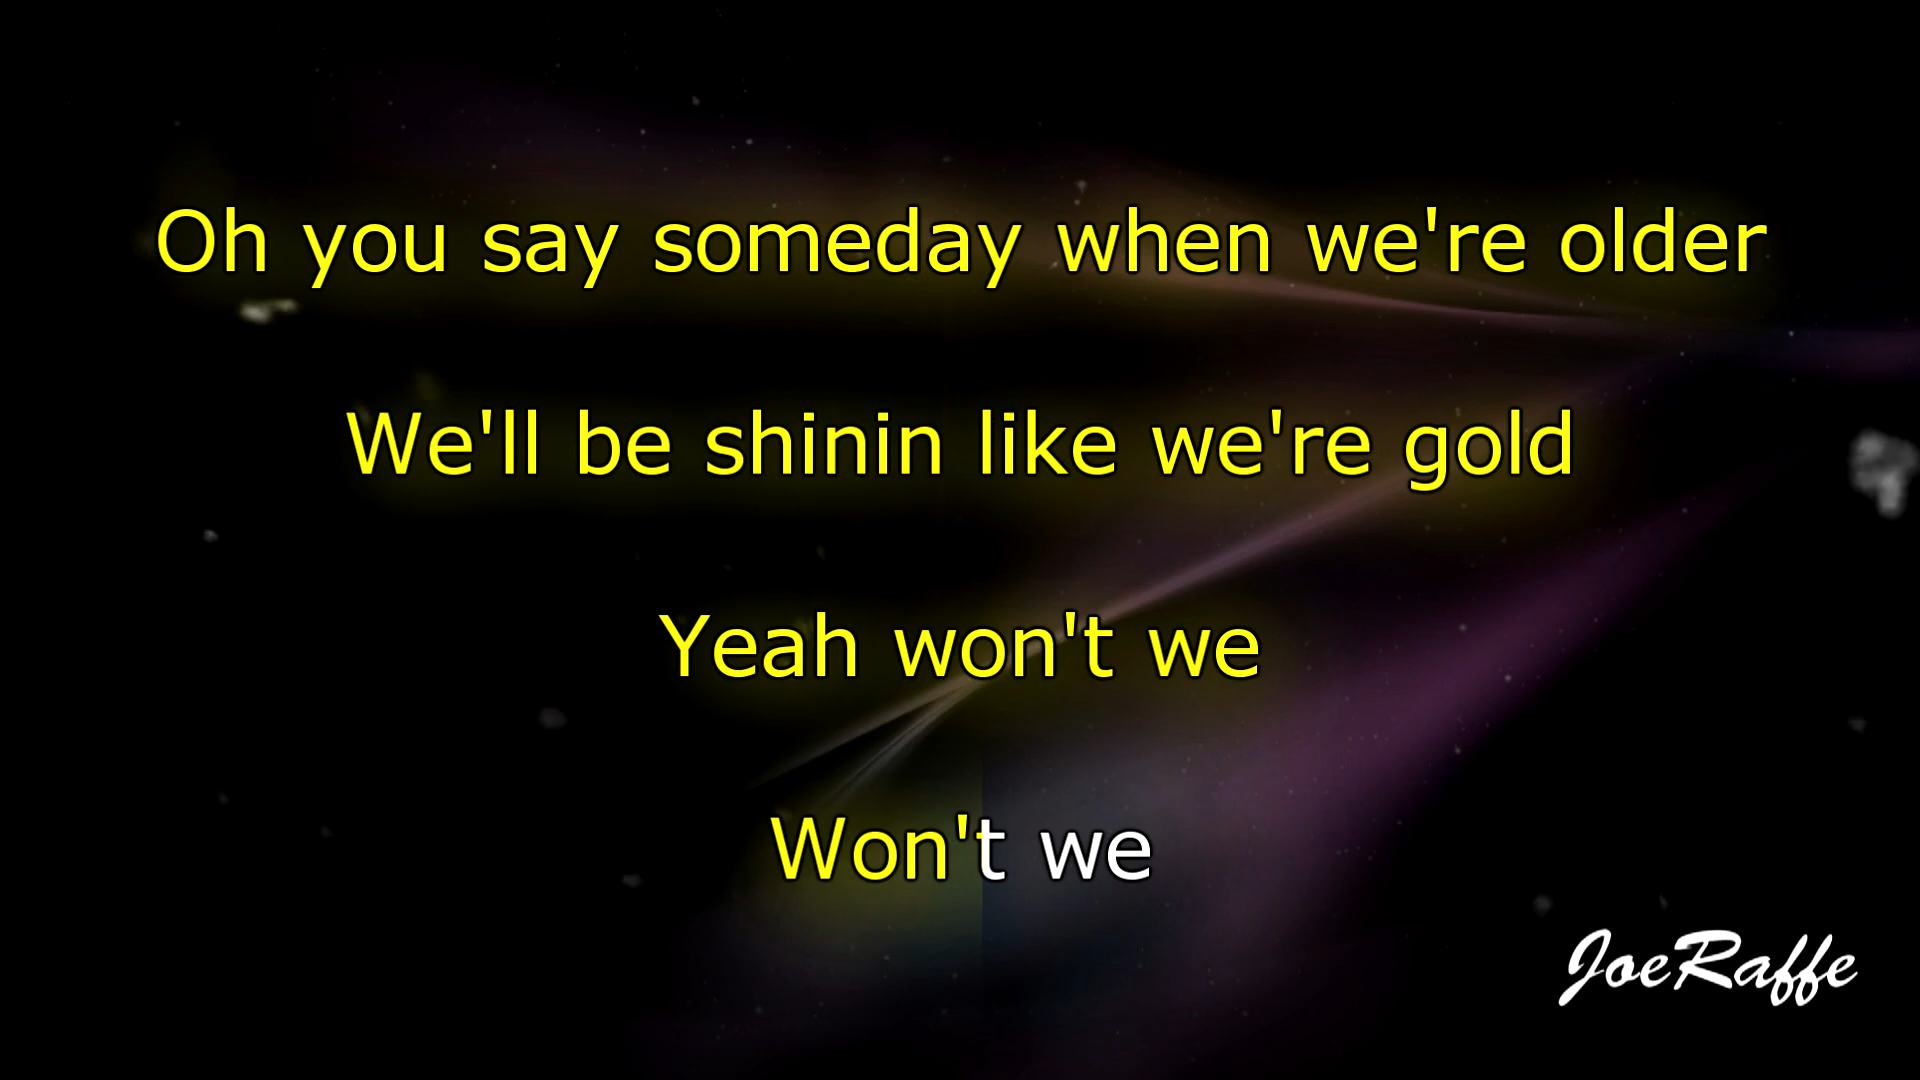 Oh you say someday when we're older
We'll be shinin like we're gold
Yeah won't we
Won't we
JoeRaffe